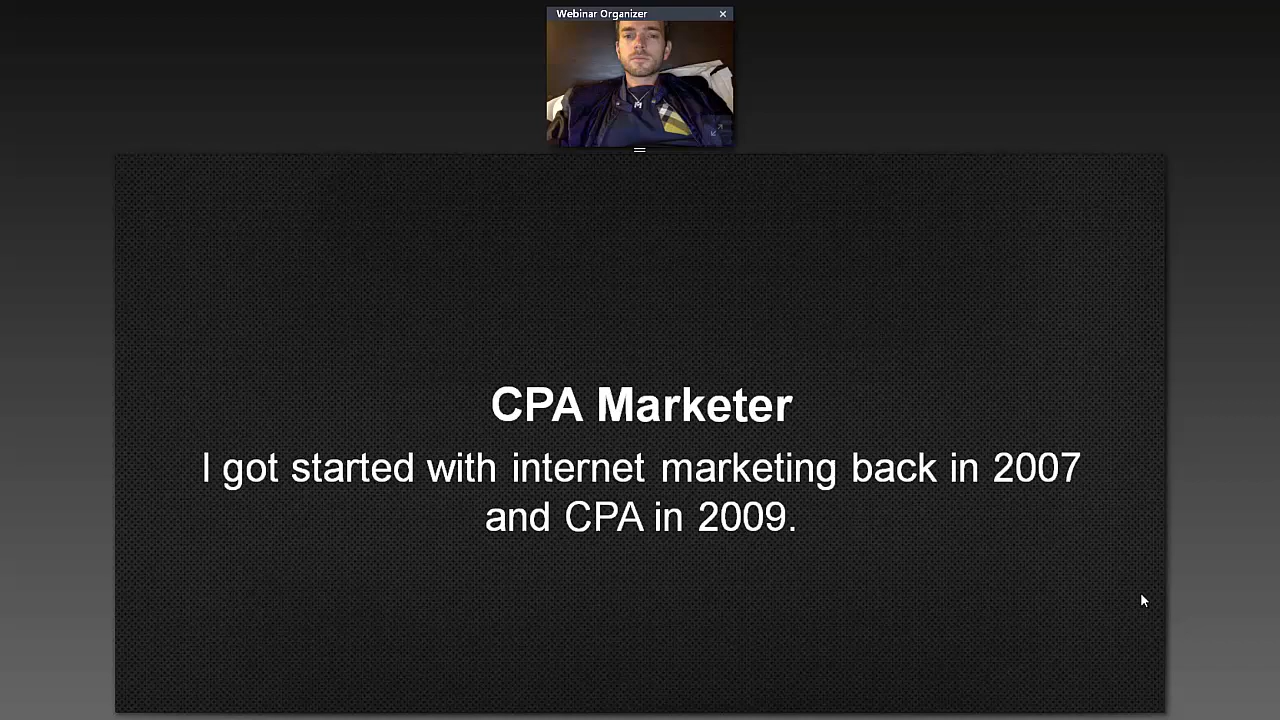 Webinar Organizer
CPA Marketer
I got started with internet marketing back in 2007
and CPA in 2009.